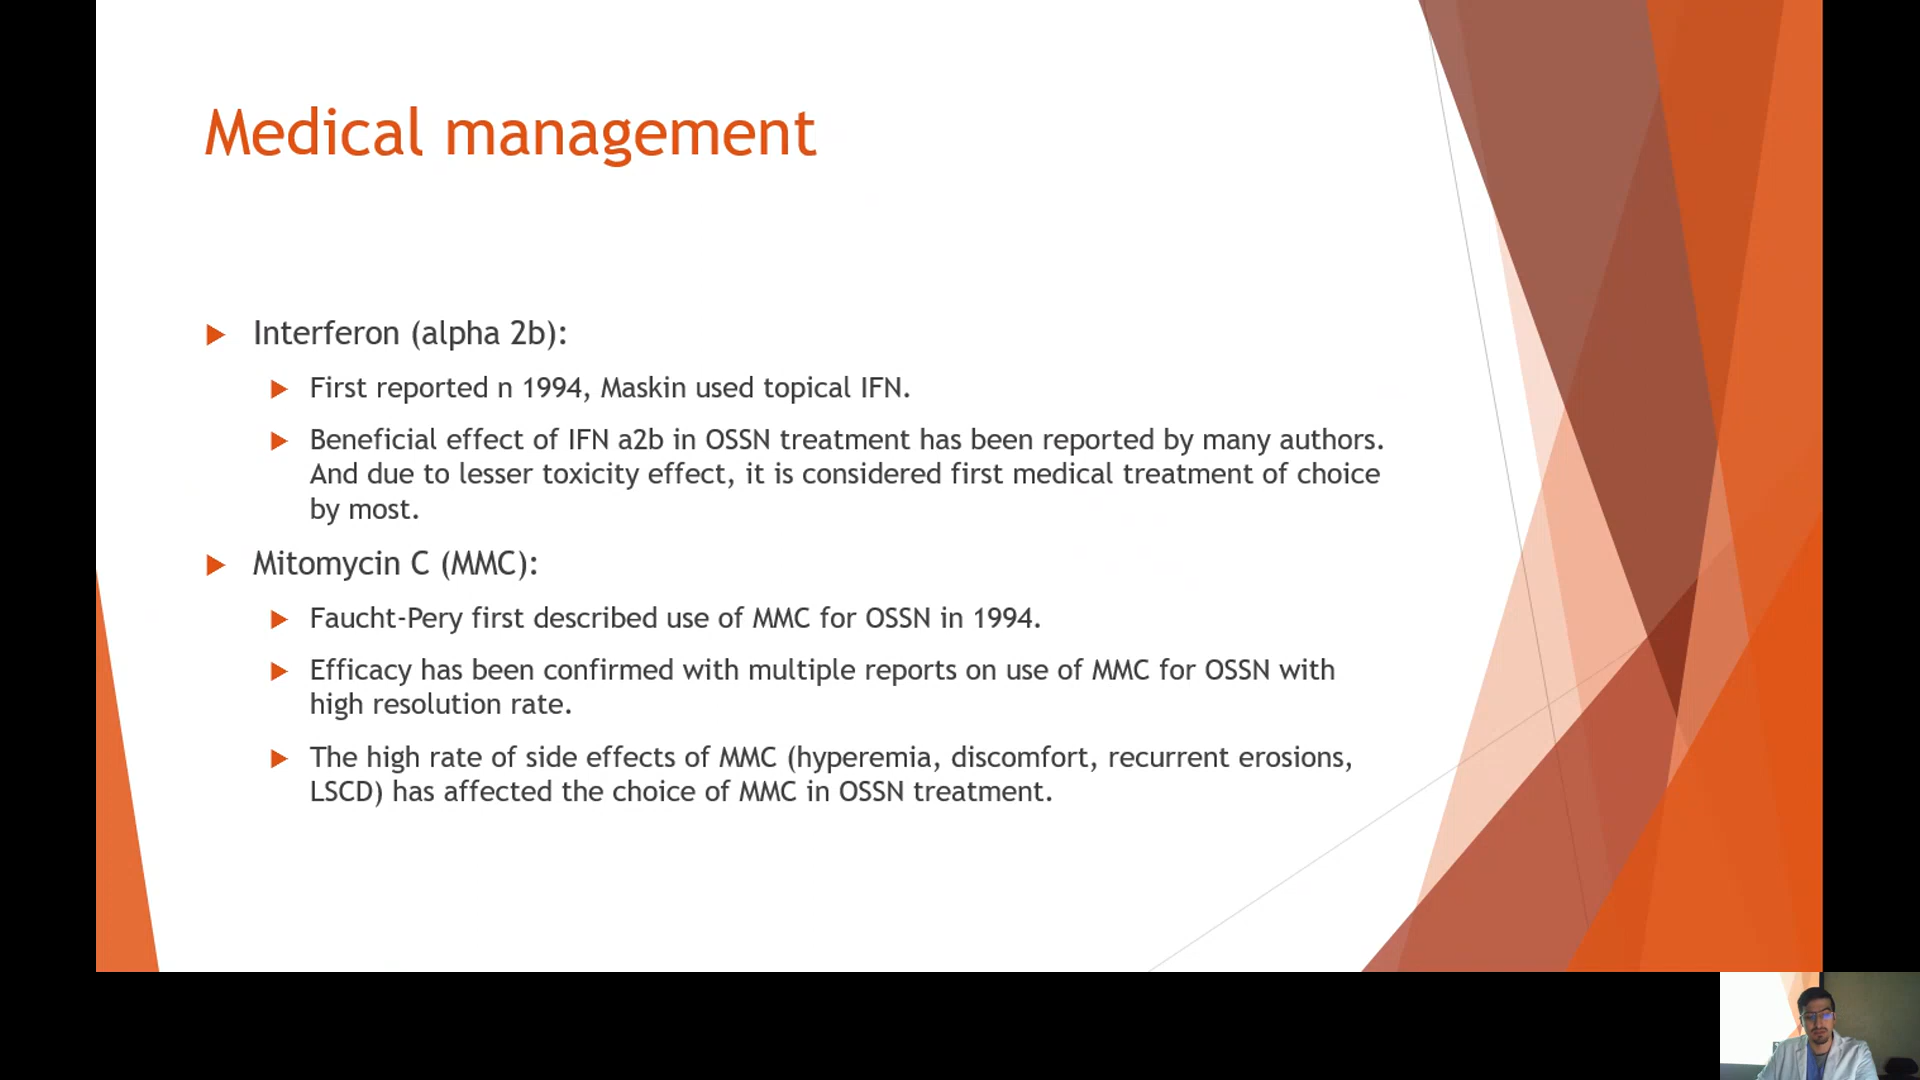 Medical management
Interferon (alpha 2b):
First reported n 1994, Maskin used topical IFN.
Beneficial effect of IFN a2b in OSSN treatment has been reported by many authors.
And due to lesser toxicity effect, it is considered first medical treatment of choice
by most.
Mitomycin C (MMC):
Faucht-Pery first described use of MMC for OSSN in 1994.
Efficacy has been confirmed with multiple reports on use of MMC for OSSN with
high resolution rate.
The high rate of side effects of MMC (hyperemia, discomfort, recurrent erosions,
LSCD) has affected the choice of MMC in OSSN treatment.